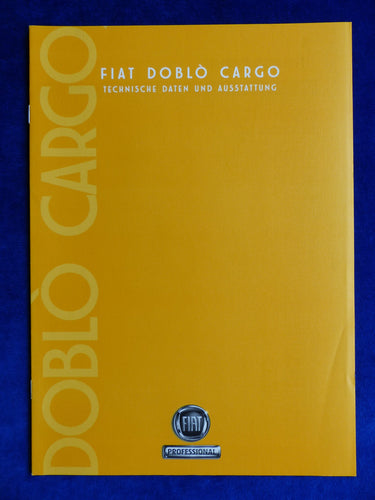 FIAT DOBLÒ CARGO
TECHNISCHE DATEN UND AUSSTATTUNG
DOBLÒ CARGO
FIAT
PROFESSIONAL